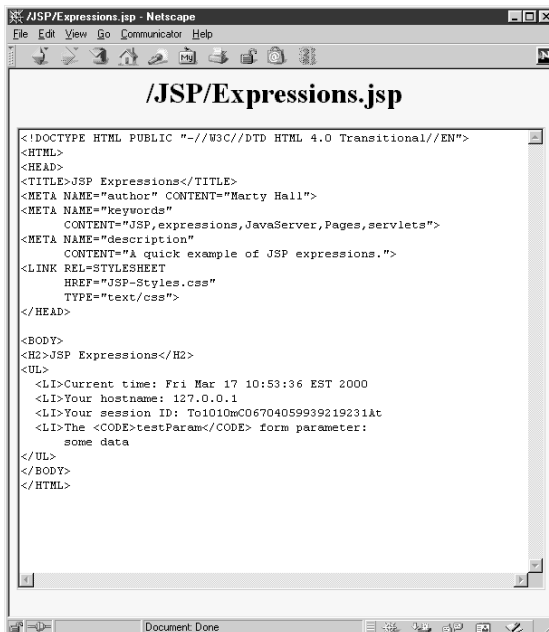 /JSP/Expressions.jsp - Netscape
File Edit View Go Communicator Help
My
N
/JSP/Expressions.jsp
<!DOCTYPE HTML PUBLIC "-//W3C//DTD HTML 4.0 Transitional//EN">
<HTML>
<HEAD>
<TITLE>JSP Expressions</TITLE>
<META NAME="author" CONTENT="Marty Hall">
<META NAME="keywords"
      CONTENT="JSP,expressions,JavaServer,Pages,servlets">
<META NAME="description"
      CONTENT="A quick example of JSP expressions.">
<LINK REL=STYLESHEET
      HREF="JSP-Styles.css"
      TYPE="text/css">
</HEAD>

<BODY>
<H2>JSP Expressions</H2>
<UL>
  <LI>Current time: Fri Mar 17 10:53:36 EST 2000
  <LI>Your hostname: 127.0.0.1
  <LI>Your session ID: To1010mC06704059939219231At
  <LI>The <CODE>testParam</CODE> form parameter:
      some data
</UL>
</BODY>
</HTML>
Document: Done